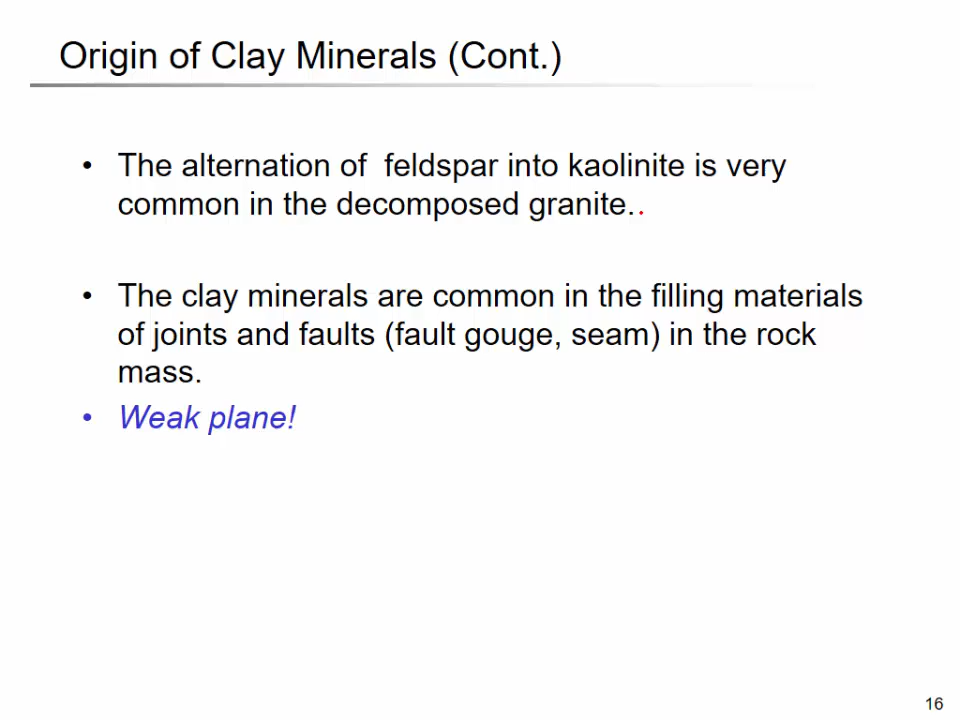 Origin of Clay Minerals (Cont.)
• The alternation of  feldspar into kaolinite is very
common in the decomposed granite..
• The clay minerals are common in the filling materials
of joints and faults (fault gouge, seam) in the rock
mass.
• Weak plane!
16